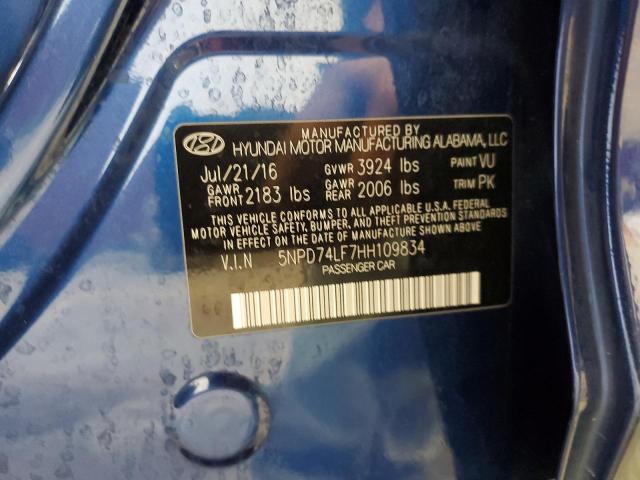 MANUFACTURED BY
HYUNDAI MOTOR MANUFACTURING ALABAMA, LLC
Jul/21/16 GVWR 3924 lbs PAINT VU
GAWR FRONT 2183 lbs GAWR REAR 2006 lbs TRIM PK
THIS VEHICLE CONFORMS TO ALL APPLICABLE U.S.A. FEDERAL
MOTOR VEHICLE SAFETY, BUMPER, AND THEFT PREVENTION STANDARDS
IN EFFECT ON THE DATE OF MANUFACTURE SHOWN ABOVE.
V.I.N 5NPD74LF7HH109834
PASSENGER CAR